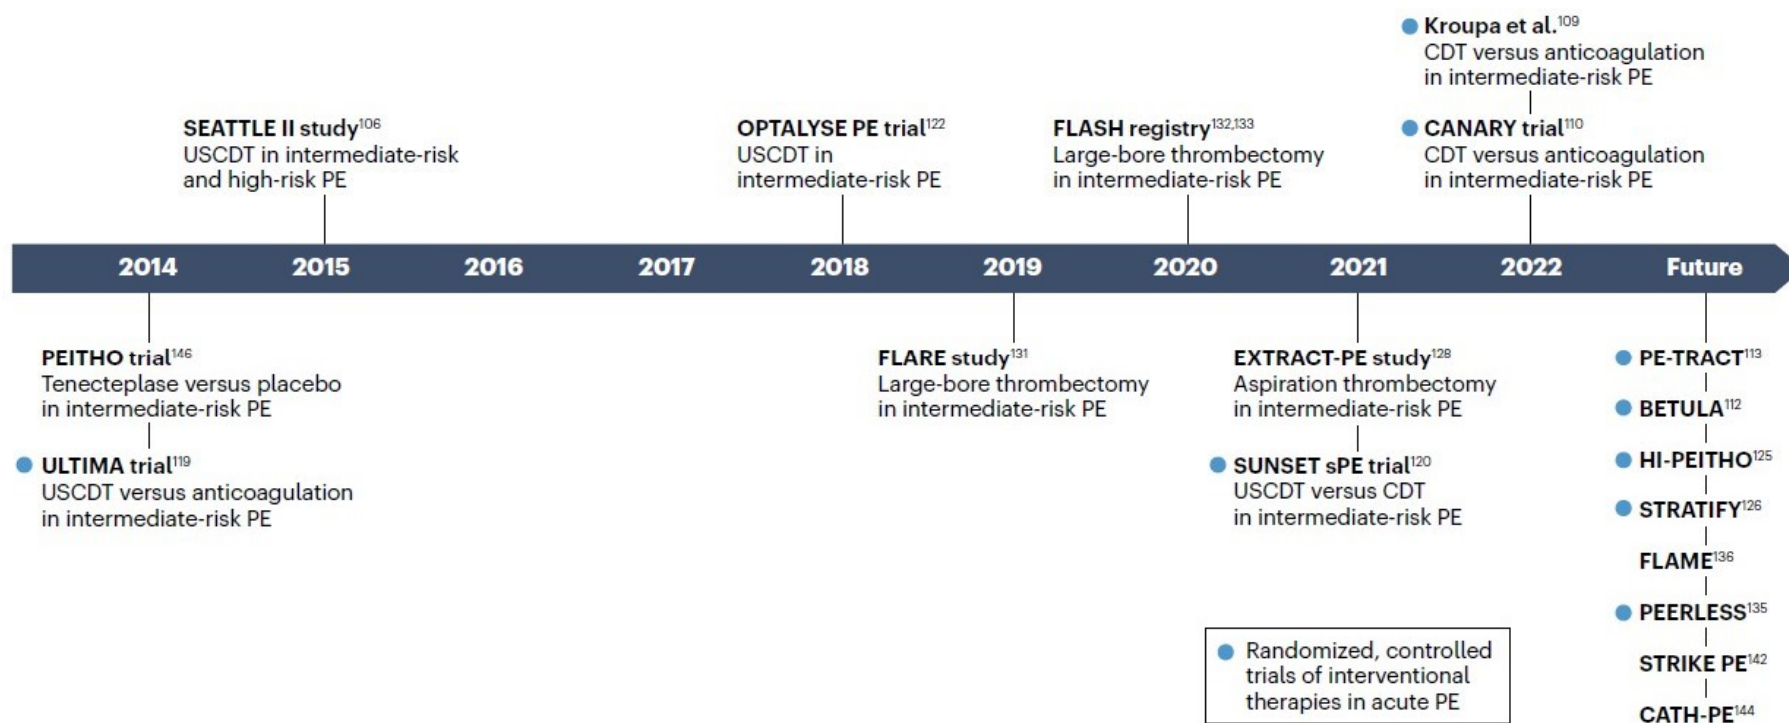 Kroupa et al.109
CDT versus anticoagulation
in intermediate-risk PE
SEATTLE II study106
USCDT in intermediate-risk
and high-risk PE
OPTALYSE PE trial122
USCDT in
intermediate-risk PE
FLASH registry132,133
Large-bore thrombectomy
in intermediate-risk PE
CANARY trial110
CDT versus anticoagulation
in intermediate-risk PE
2014 2015 2016 2017 2018 2019 2020 2021 2022 Future
PEITHO trial146
Tenecteplase versus placebo
in intermediate-risk PE
ULTIMA trial119
USCDT versus anticoagulation
in intermediate-risk PE
FLARE study131
Large-bore thrombectomy
in intermediate-risk PE
EXTRACT-PE study128
Aspiration thrombectomy
in intermediate-risk PE
SUNSET sPE trial120
USCDT versus CDT
in intermediate-risk PE
PE-TRACT113
BETULA112
HI-PEITHO125
STRATIFY126
FLAME136
PEERLESS135
STRIKE PE142
CATH-PE144
Randomized, controlled
trials of interventional
therapies in acute PE